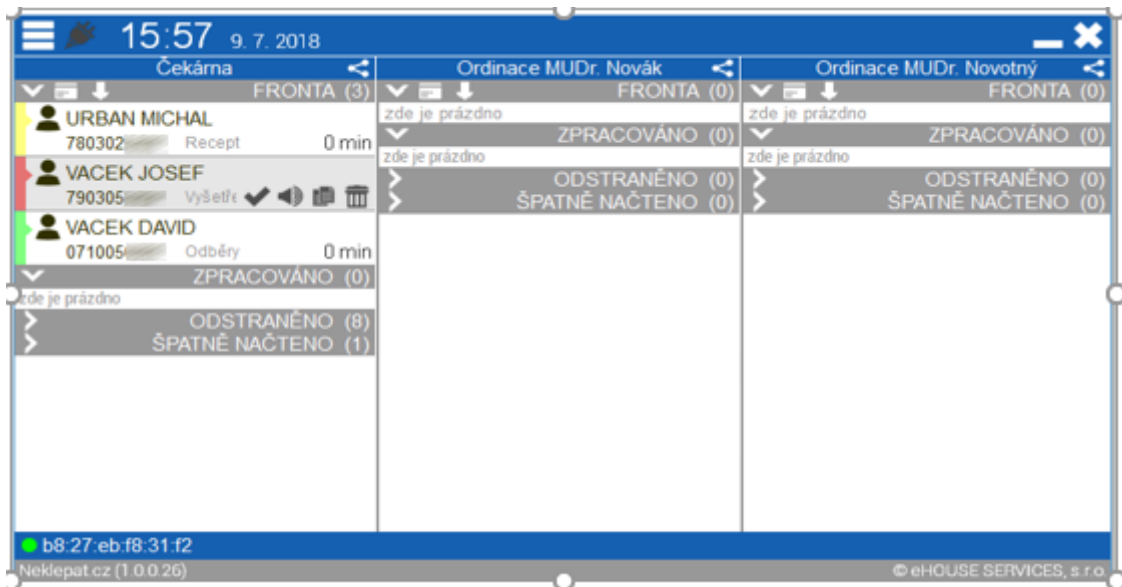 15:57 9. 7. 2018
Čekárna
FRONTA (3)
URBAN MICHAL
780302 Recept 0 min
VACEK JOSEF
790305 Vyšetře
VACEK DAVID
071005 Odběry 0 min
ZPRACOVÁNO (0)
zde je prázdno
ODSTRANĚNO (8)
ŠPATNĚ NAČTENO (1)
Ordinace MUDr. Novák
FRONTA (0)
zde je prázdno
ZPRACOVÁNO (0)
zde je prázdno
ODSTRANĚNO (0)
ŠPATNĚ NAČTENO (0)
Ordinace MUDr. Novotný
FRONTA (0)
zde je prázdno
ZPRACOVÁNO (0)
zde je prázdno
ODSTRANĚNO (0)
ŠPATNĚ NAČTENO (0)
b8:27:eb:f8:31:f2
Neklepat.cz (1.0.0.26)
© eHOUSE SERVICES, s.r.o.